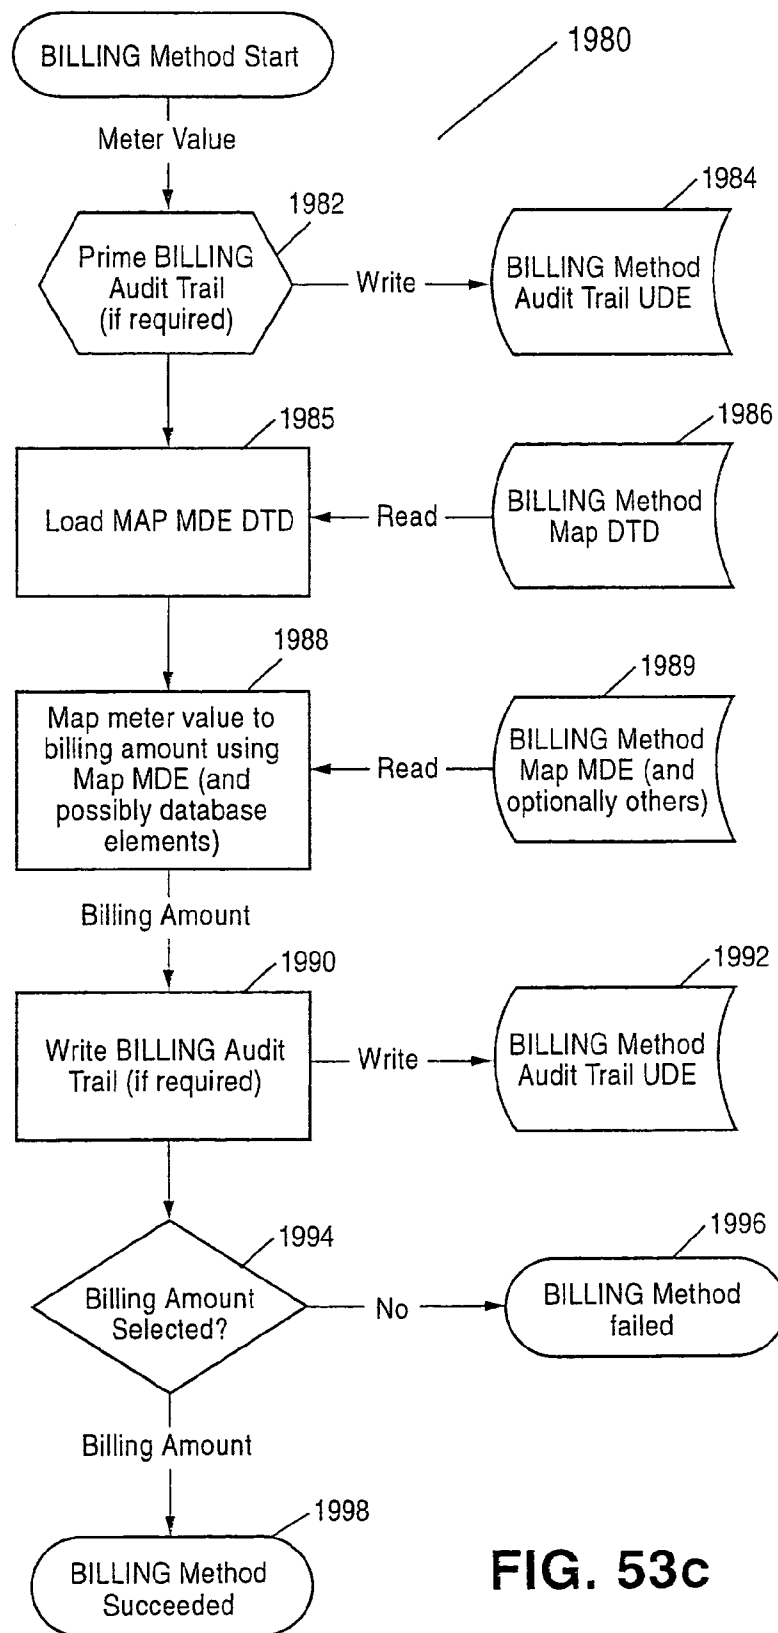 BILLING Method Start
1980
Meter Value
1982
1984
Prime BILLING
Audit Trail
(if required)
Write
BILLING Method
Audit Trail UDE
1985
1986
Load MAP MDE DTD
Read
BILLING Method
Map DTD
1988
1989
Map meter value to
billing amount using
Map MDE (and
possibly database
elements)
Read
BILLING Method
Map MDE (and
optionally others)
Billing Amount
1990
1992
Write BILLING Audit
Trail (if required)
Write
BILLING Method
Audit Trail UDE
1994
1996
Billing Amount
Selected?
No
BILLING Method
failed
Billing Amount
1998
BILLING Method
Succeeded
FIG. 53c